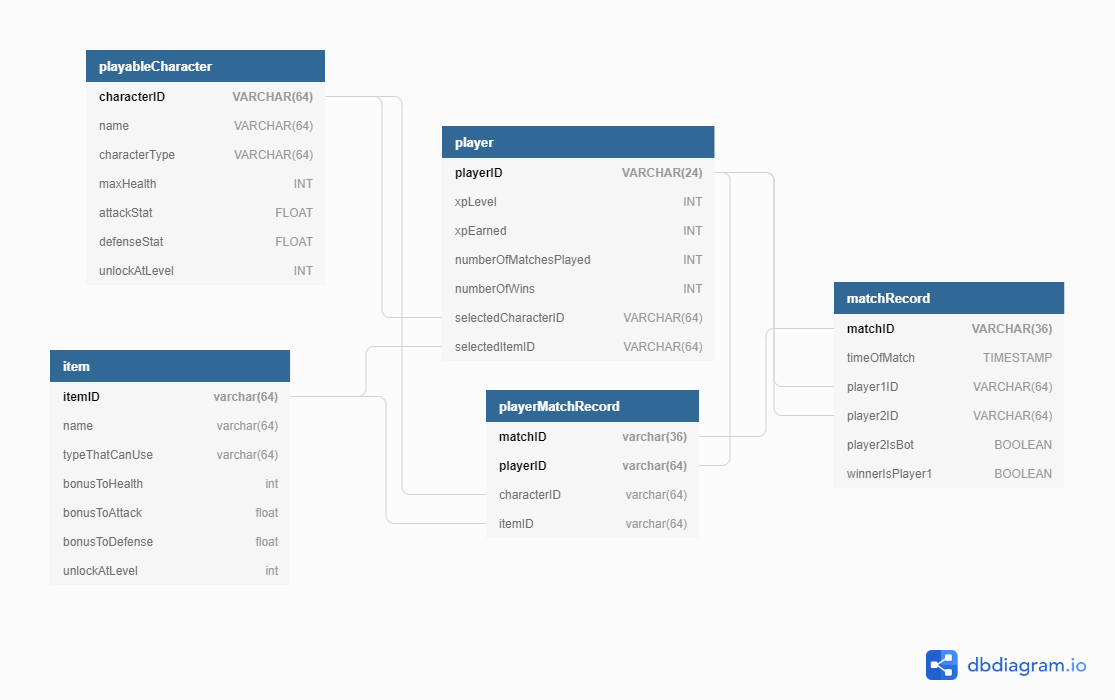 playableCharacter
characterID VARCHAR(64)
name VARCHAR(64)
characterType VARCHAR(64)
maxHealth INT
attackStat FLOAT
defenseStat FLOAT
unlockAtLevel INT
player
playerID VARCHAR(24)
xpLevel INT
xpEarned INT
numberOfMatchesPlayed INT
numberOfWins INT
selectedCharacterID VARCHAR(64)
selectedItemID VARCHAR(64)
matchRecord
matchID VARCHAR(36)
timeOfMatch TIMESTAMP
player1ID VARCHAR(64)
player2ID VARCHAR(64)
player2IsBot BOOLEAN
winnerIsPlayer1 BOOLEAN
item
itemID varchar(64)
name varchar(64)
typeThatCanUse varchar(64)
bonusToHealth int
bonusToAttack float
bonusToDefense float
unlockAtLevel int
playerMatchRecord
matchID varchar(36)
playerID varchar(64)
characterID varchar(64)
itemID varchar(64)
dbdiagram.io